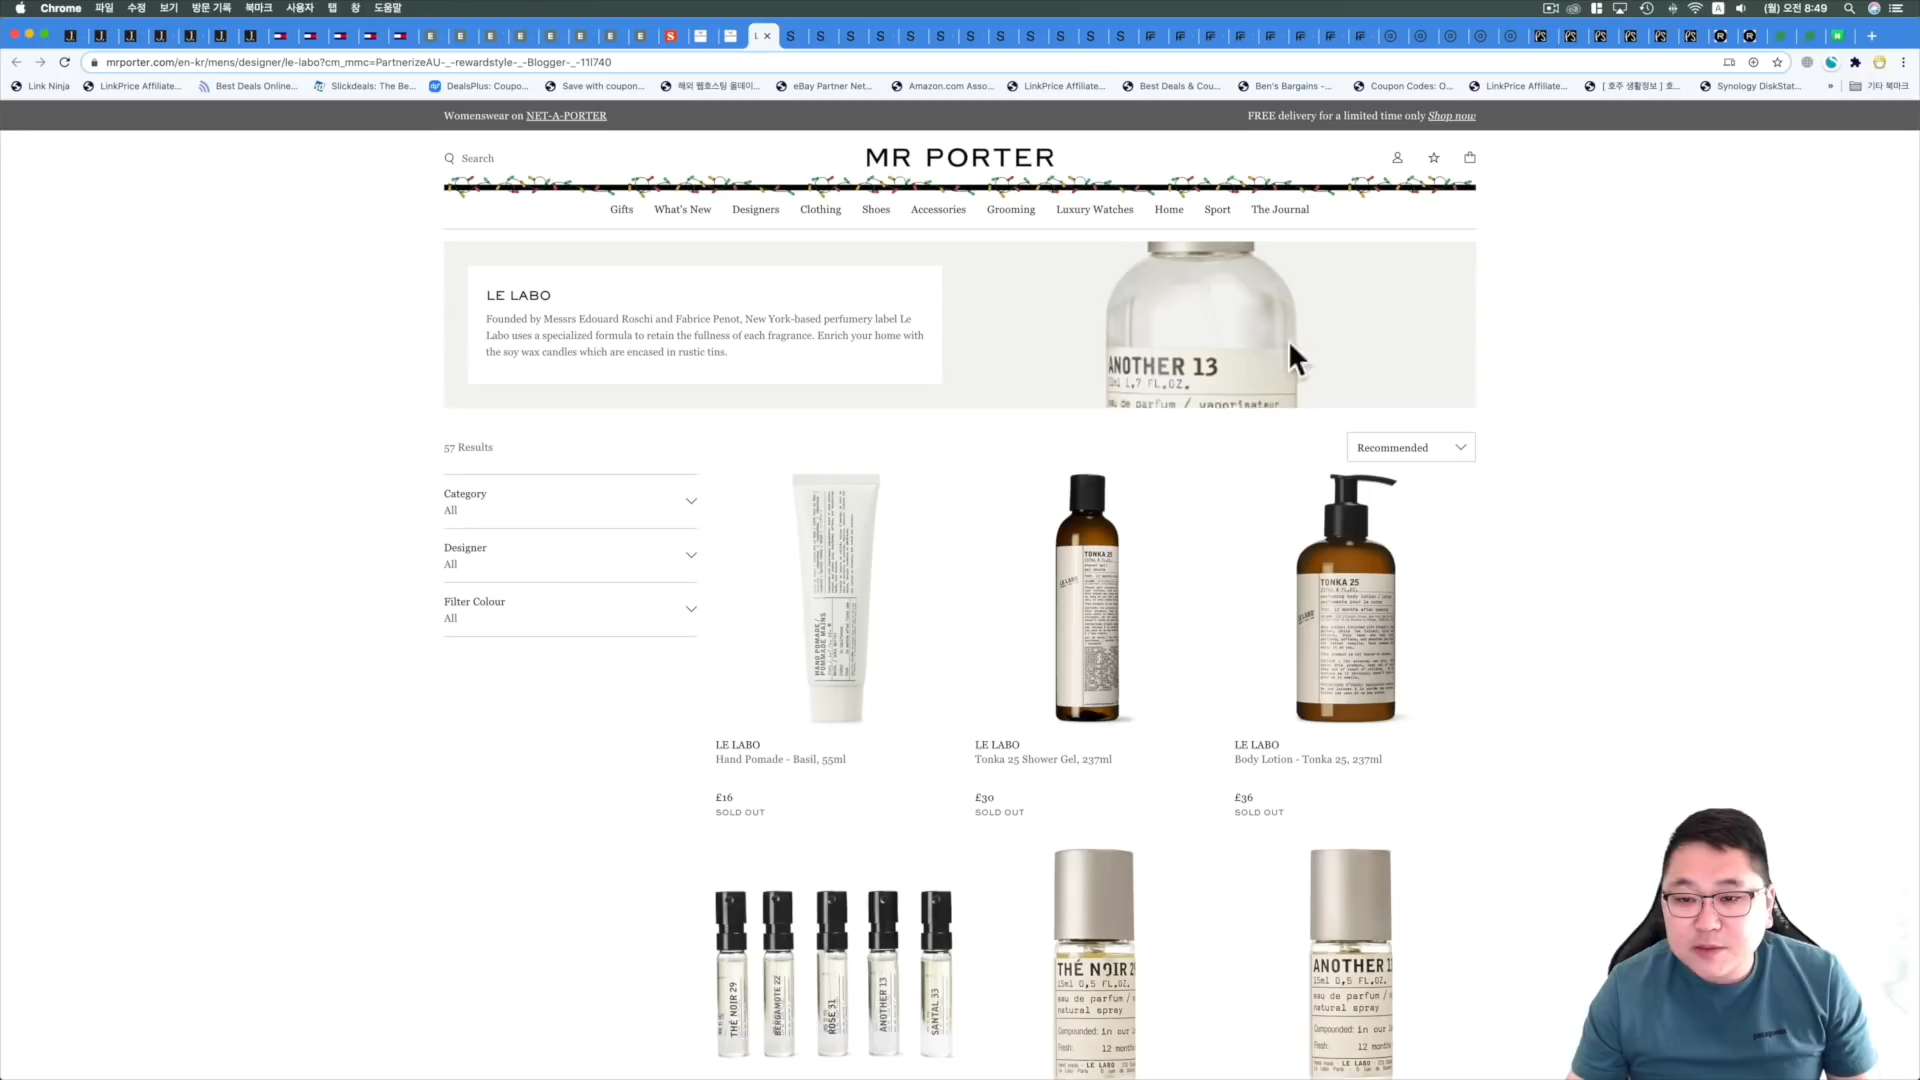 Chrome 파일 수정 보기 방문 기록 북마크 사용자 탭 창 도움말
(월) 오전 8:49
mrporter.com/en-kr/mens/designer/le-labo?cm_mmc=PartnerizeAU-_-rewardstyle-_-Blogger-_-11l740
Link Ninja LinkPrice Affiliate... Best Deals Online... Slickdeals: The Be... DealsPlus: Coupo... Save with coupon... 해외 웹호스팅 올데이... eBay Partner Net... Amazon.com Asso... LinkPrice Affiliate... Best Deals & Cou... Ben's Bargains -... Coupon Codes: O... LinkPrice Affiliate... [ 호주 생활정보 ] 호... Synology DiskStat... » 기타 북마크
Womenswear on NET-A-PORTER
FREE delivery for a limited time only Shop now
Search
MR PORTER
Gifts What's New Designers Clothing Shoes Accessories Grooming Luxury Watches Home Sport The Journal
LE LABO
Founded by Messrs Edouard Roschi and Fabrice Penot, New York-based perfumery label Le
Labo uses a specialized formula to retain the fullness of each fragrance. Enrich your home with
the soy wax candles which are encased in rustic tins.
ANOTHER 13
1,7 FL.OZ.
eau de parfum / vaporisateur
57 Results
Recommended
Category
All
Designer
All
Filter Colour
All
HAND POMADE /
POMMADE MAINS
TONKA 25
LE LABO
TONKA 25
LE LABO
LE LABO
Hand Pomade - Basil, 55ml
£16
SOLD OUT
LE LABO
Tonka 25 Shower Gel, 237ml
£30
SOLD OUT
LE LABO
Body Lotion - Tonka 25, 237ml
£36
SOLD OUT
THÉ NOIR 29
BERGAMOTE 22
ROSE 31
ANOTHER 13
SANTAL 33
THÉ NOIR 2
15ml 0,5 FL.OZ.
eau de parfum /
natural spray
Compounded: in our
Fresh: 12 months
ANOTHER 1
15ml 0,5 FL.OZ.
eau de parfum /
natural spray
Compounded: in our
Fresh: 12 months
patagonia